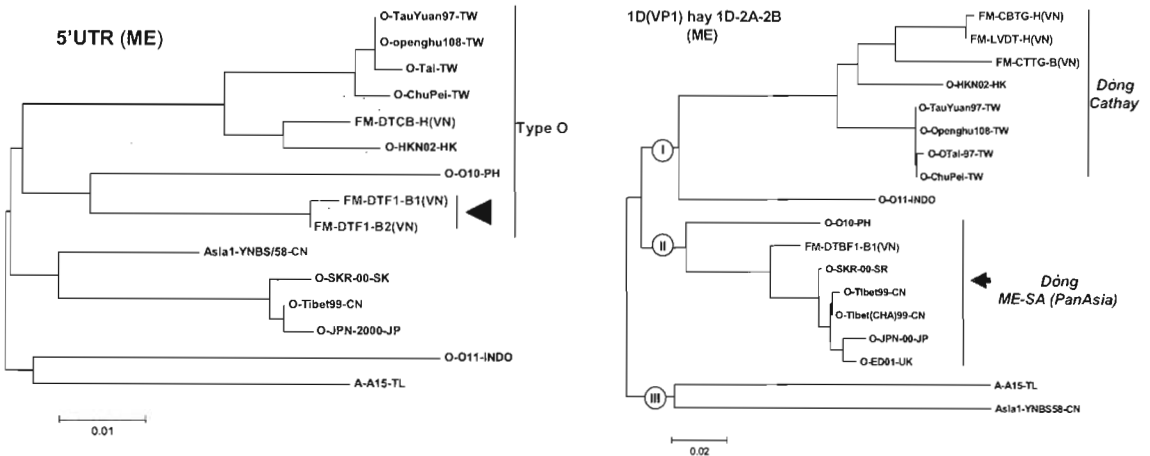 5'UTR (ME)
O-TauYuan97-TW
O-openghu108-TW
O-Tai-TW
O-ChuPei-TW
FM-DTCB-H(VN)
O-HKN02-HK
O-O10-PH
FM-DTF1-B1(VN)
FM-DTF1-B2(VN)
Asia1-YNBS/58-CN
O-SKR-00-SK
O-Tibet99-CN
O-JPN-2000-JP
O-O11-INDO
A-A15-TL
Type O
0.01
1D(VP1) hay 1D-2A-2B
(ME)
FM-CBTG-H(VN)
FM-LVDT-H(VN)
FM-CTTG-B(VN)
O-HKN02-HK
O-TauYuan97-TW
O-Openghu108-TW
O-OTai-97-TW
O-ChuPei-TW
O-O11-INDO
O-O10-PH
FM-DTBF1-B1(VN)
O-SKR-00-SR
O-Tibet99-CN
O-Tibet(CHA)99-CN
O-JPN-00-JP
O-ED01-UK
A-A15-TL
Asia1-YNBS58-CN
I
II
III
Dòng
Cathay
Dòng
ME-SA (PanAsia)
0.02